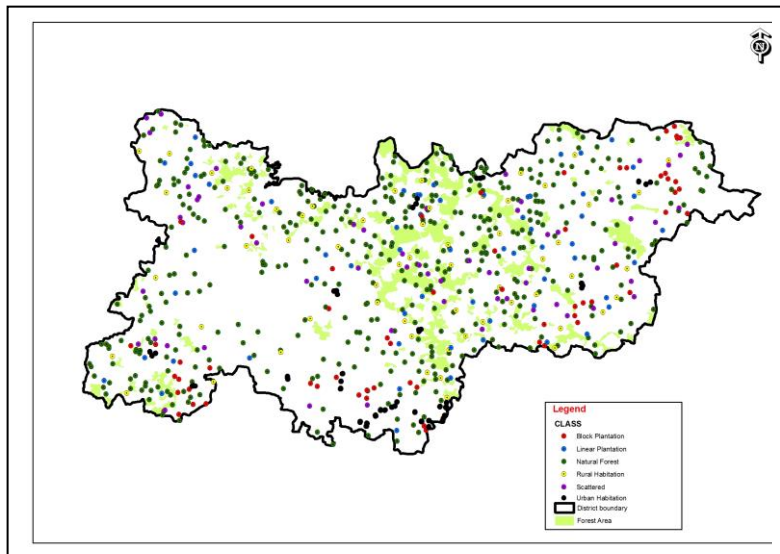 N
Legend
CLASS
Block Plantation
Linear Plantation
Natural Forest
Rural Habitation
Scattered
Urban Habitation
District boundary
Forest Area